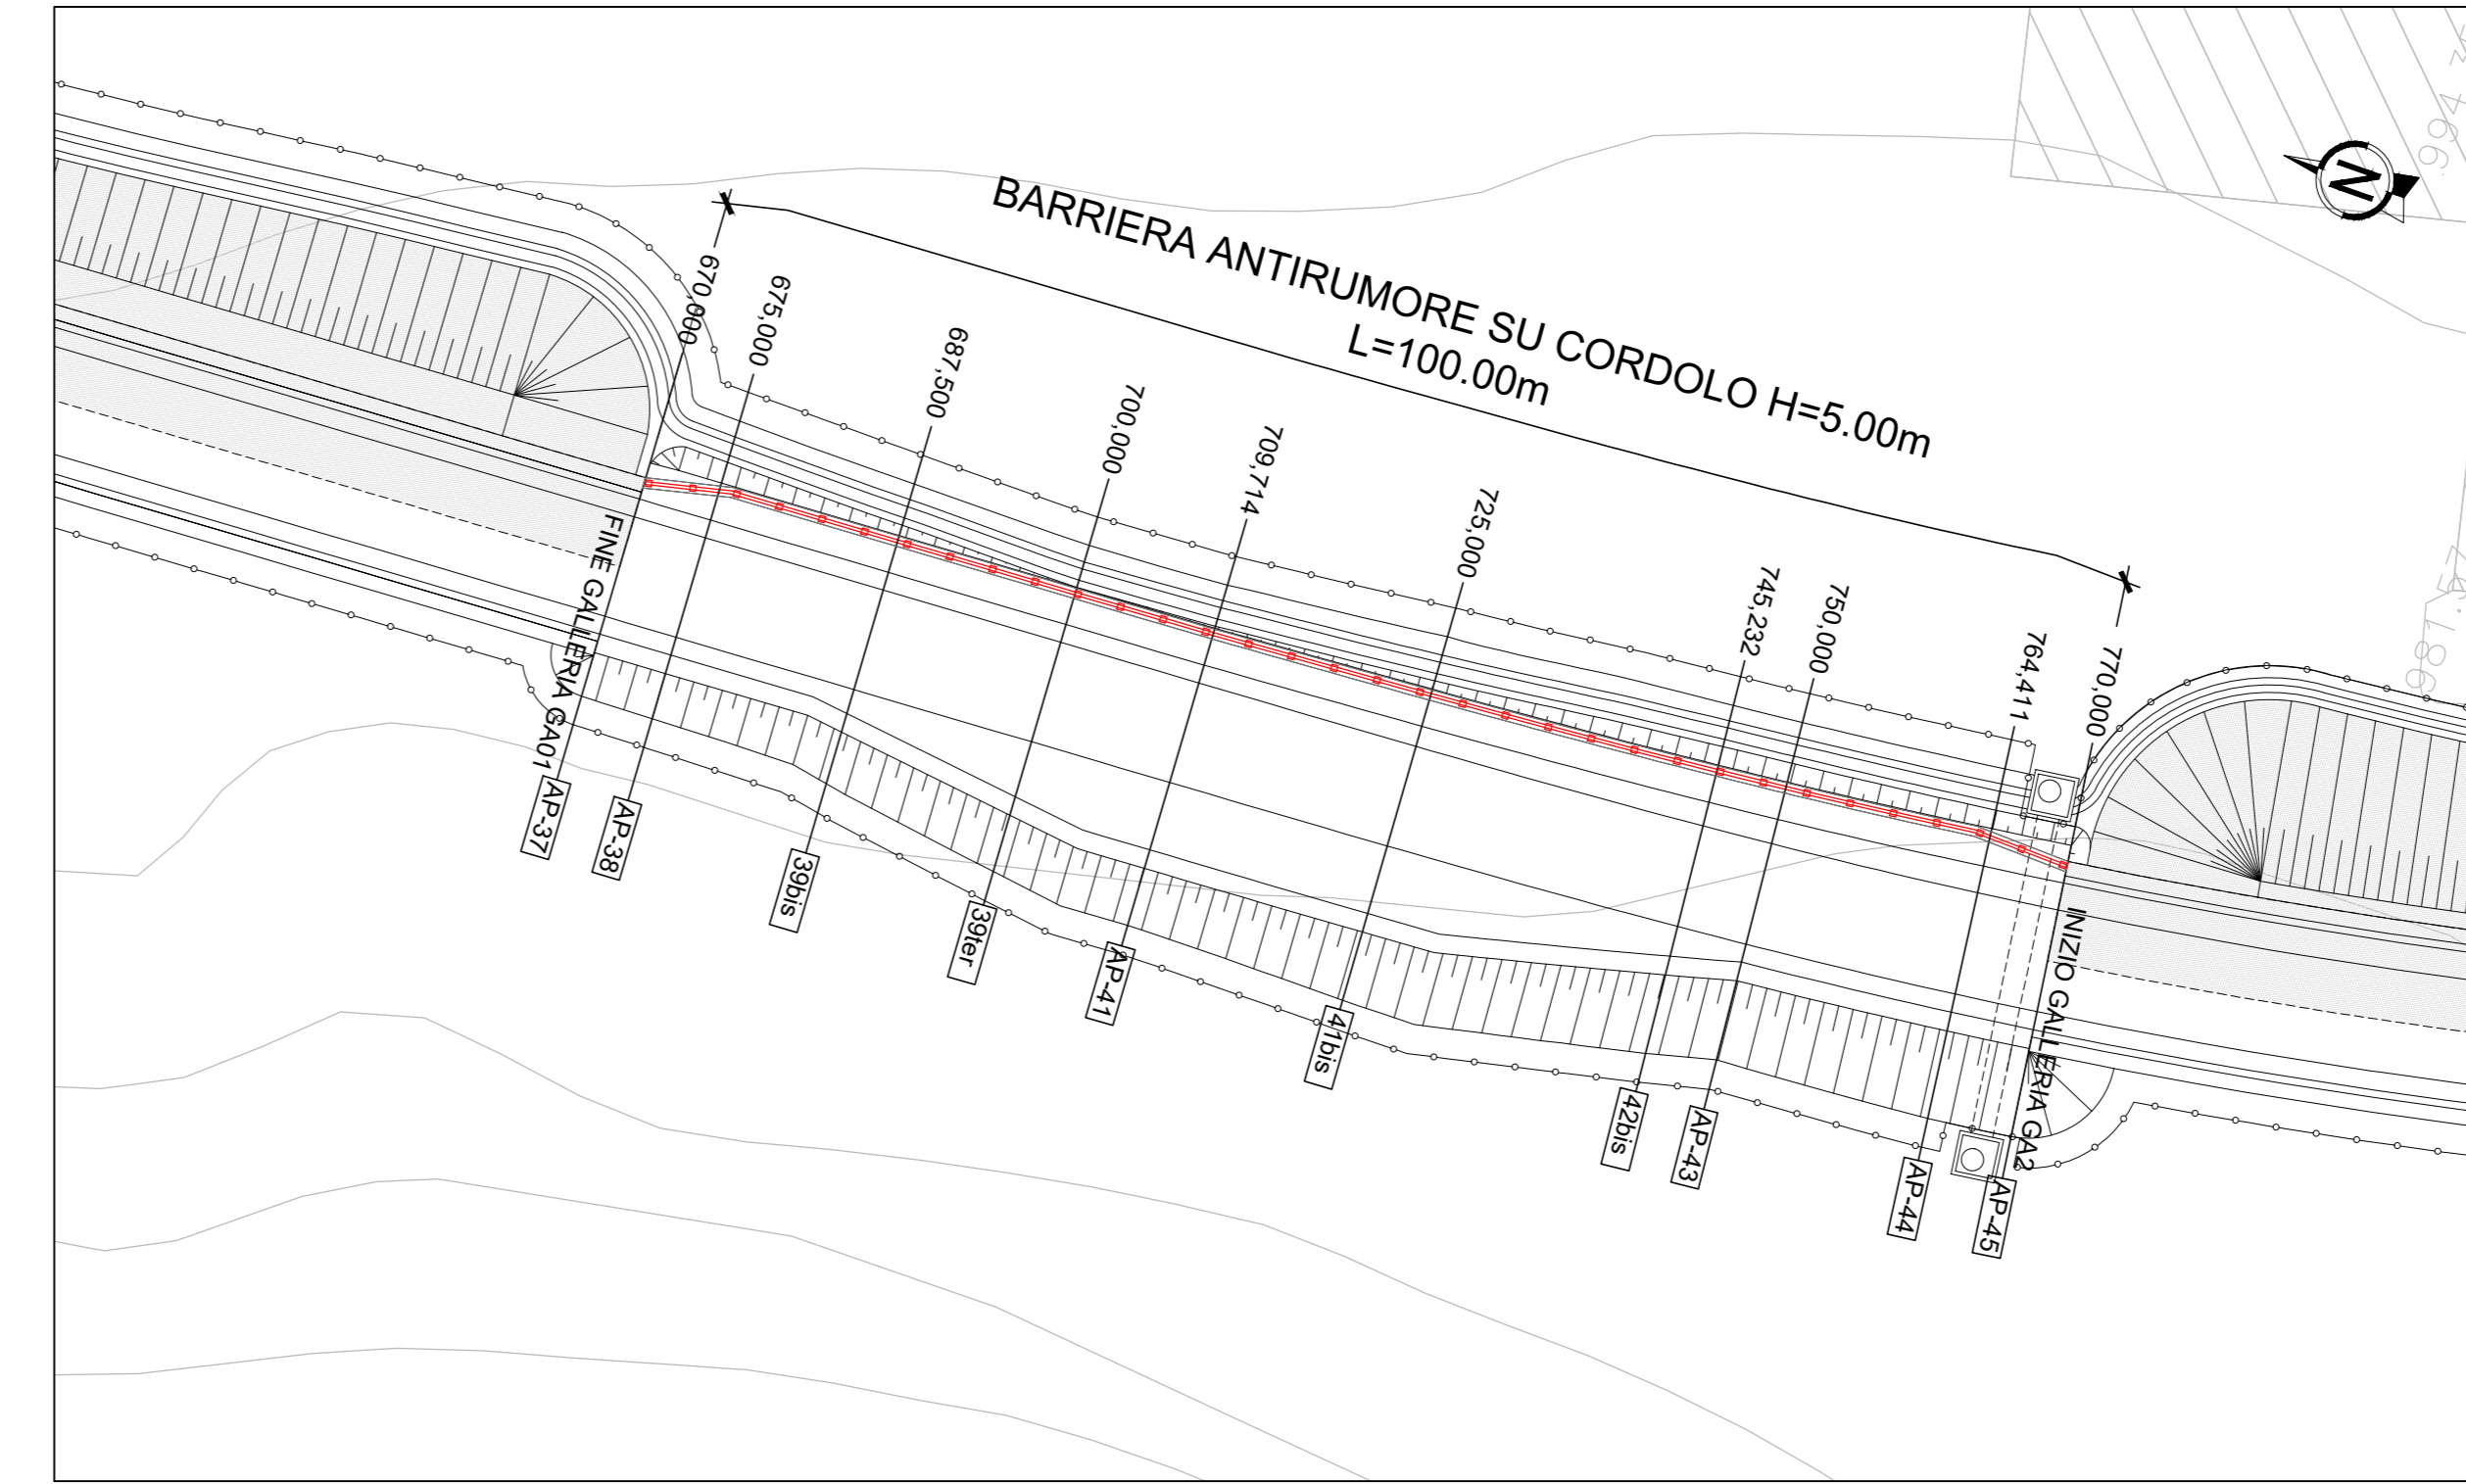 BARRIERA ANTIRUMORE SU CORDOLO H=5.00m
L=100.00m
N
670,000
675,000
687,500
700,000
709,714
725,000
745,232
750,000
764,411
770,000
FINE GALLERIA GA01
INIZIO GALLERIA GA2
AP-37
AP-38
39bis
39ter
AP-41
41bis
42bis
AP-43
AP-44
AP-45